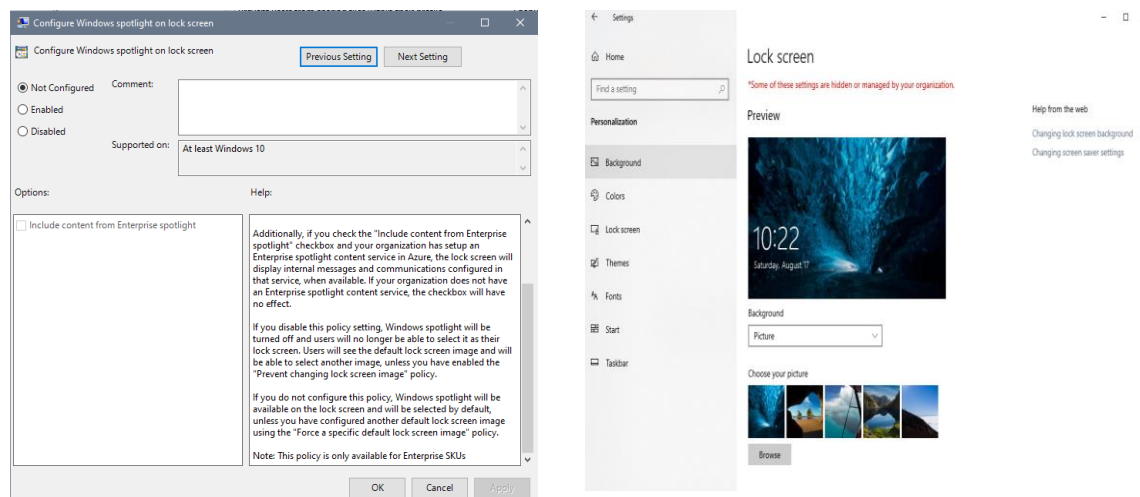 Configure Windows spotlight on lock screen
Configure Windows spotlight on lock screen
Previous Setting
Next Setting
Not Configured
Enabled
Disabled
Comment:
Supported on:
At least Windows 10
Options:
Help:
Include content from Enterprise spotlight
Additionally, if you check the "Include content from Enterprise
spotlight" checkbox and your organization has setup an
Enterprise spotlight content service in Azure, the lock screen will
display internal messages and communications configured in
that service, when available. If your organization does not have
an Enterprise spotlight content service, the checkbox will have
no effect.
If you disable this policy setting, Windows spotlight will be
turned off and users will no longer be able to select it as their
lock screen. Users will see the default lock screen image and will
be able to select another image, unless you have enabled the
"Prevent changing lock screen image" policy.
If you do not configure this policy, Windows spotlight will be
available on the lock screen and will be selected by default,
unless you have configured another default lock screen image
using the "Force a specific default lock screen image" policy.
Note: This policy is only available for Enterprise SKUs
OK
Cancel
Apply
Settings
Home
Find a setting
Personalization
Background
Colors
Lock screen
Themes
Fonts
Start
Taskbar
Lock screen
*Some of these settings are hidden or managed by your organization.
Preview
10:22
Saturday, August 17
Background
Picture
Choose your picture
Browse
Help from the web
Changing lock screen background
Changing screen saver settings